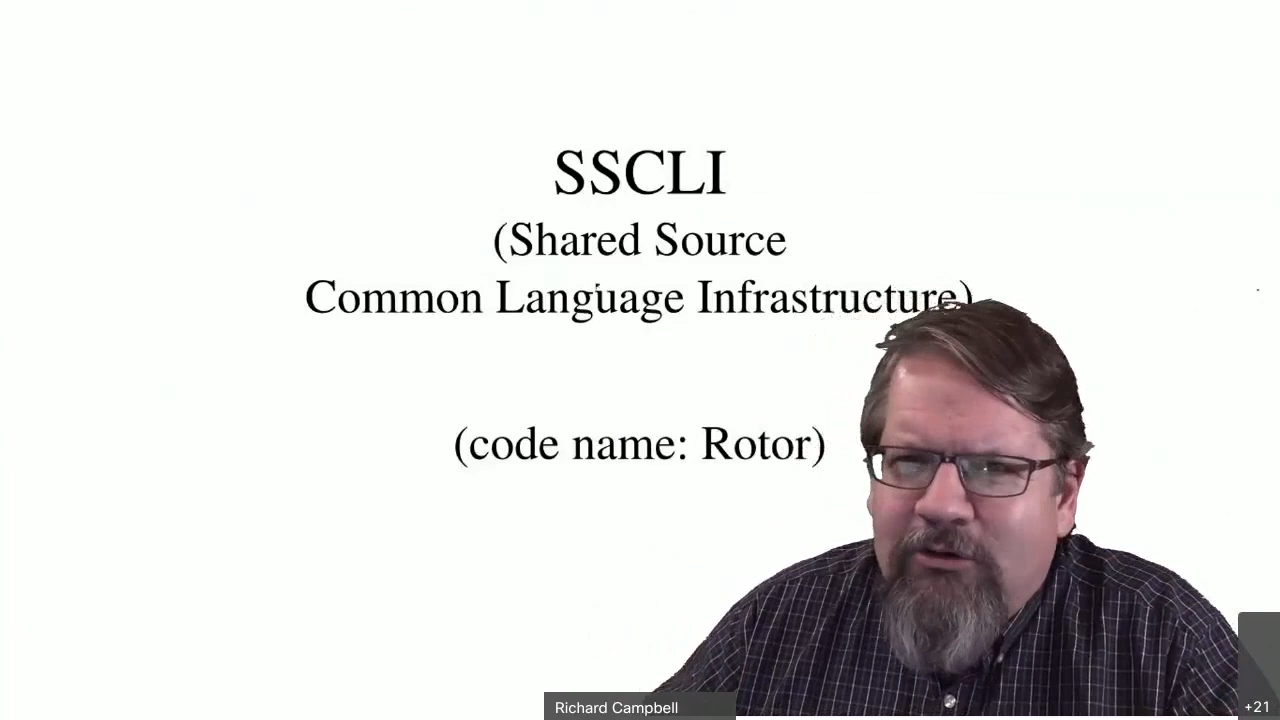 SSCLI
(Shared Source
Common Language Infrastructure)
(code name: Rotor)
Richard Campbell
+21